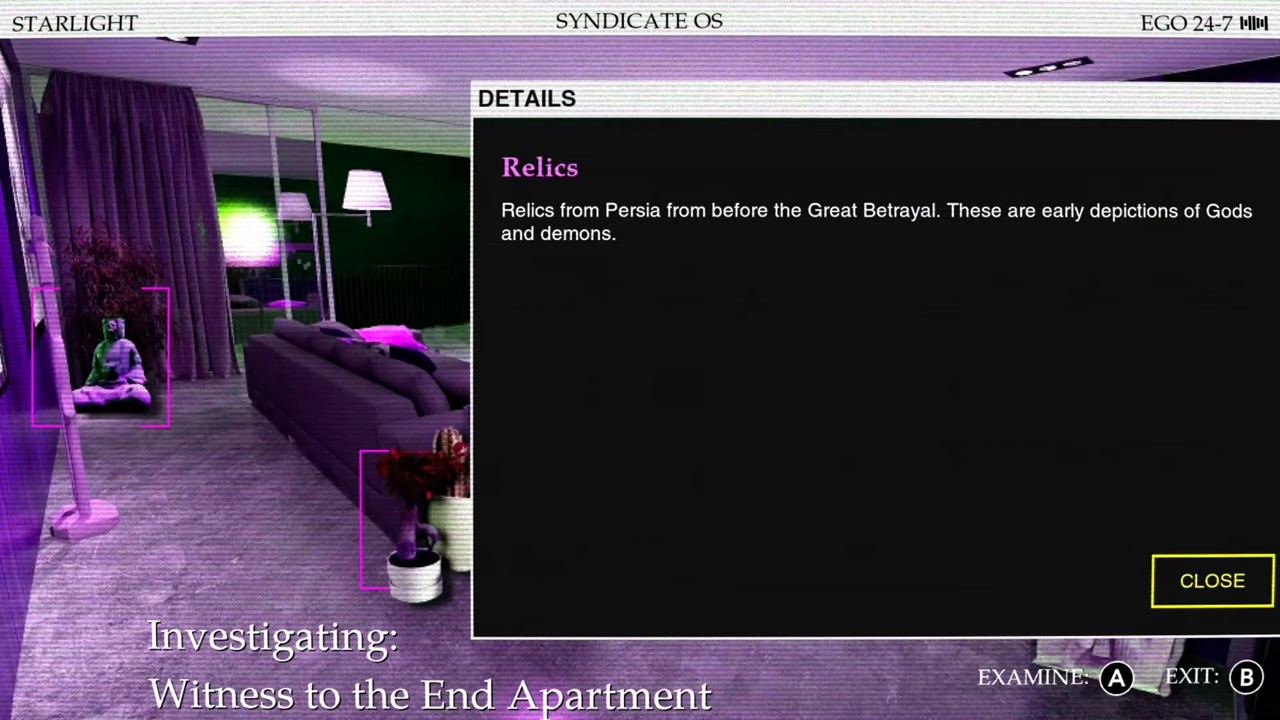 STARLIGHT
SYNDICATE OS
EGO 24-7
DETAILS
Relics
Relics from Persia from before the Great Betrayal. These are early depictions of Gods
and demons.
CLOSE
Investigating:
Witness to the End Apartment
EXAMINE: A EXIT: B